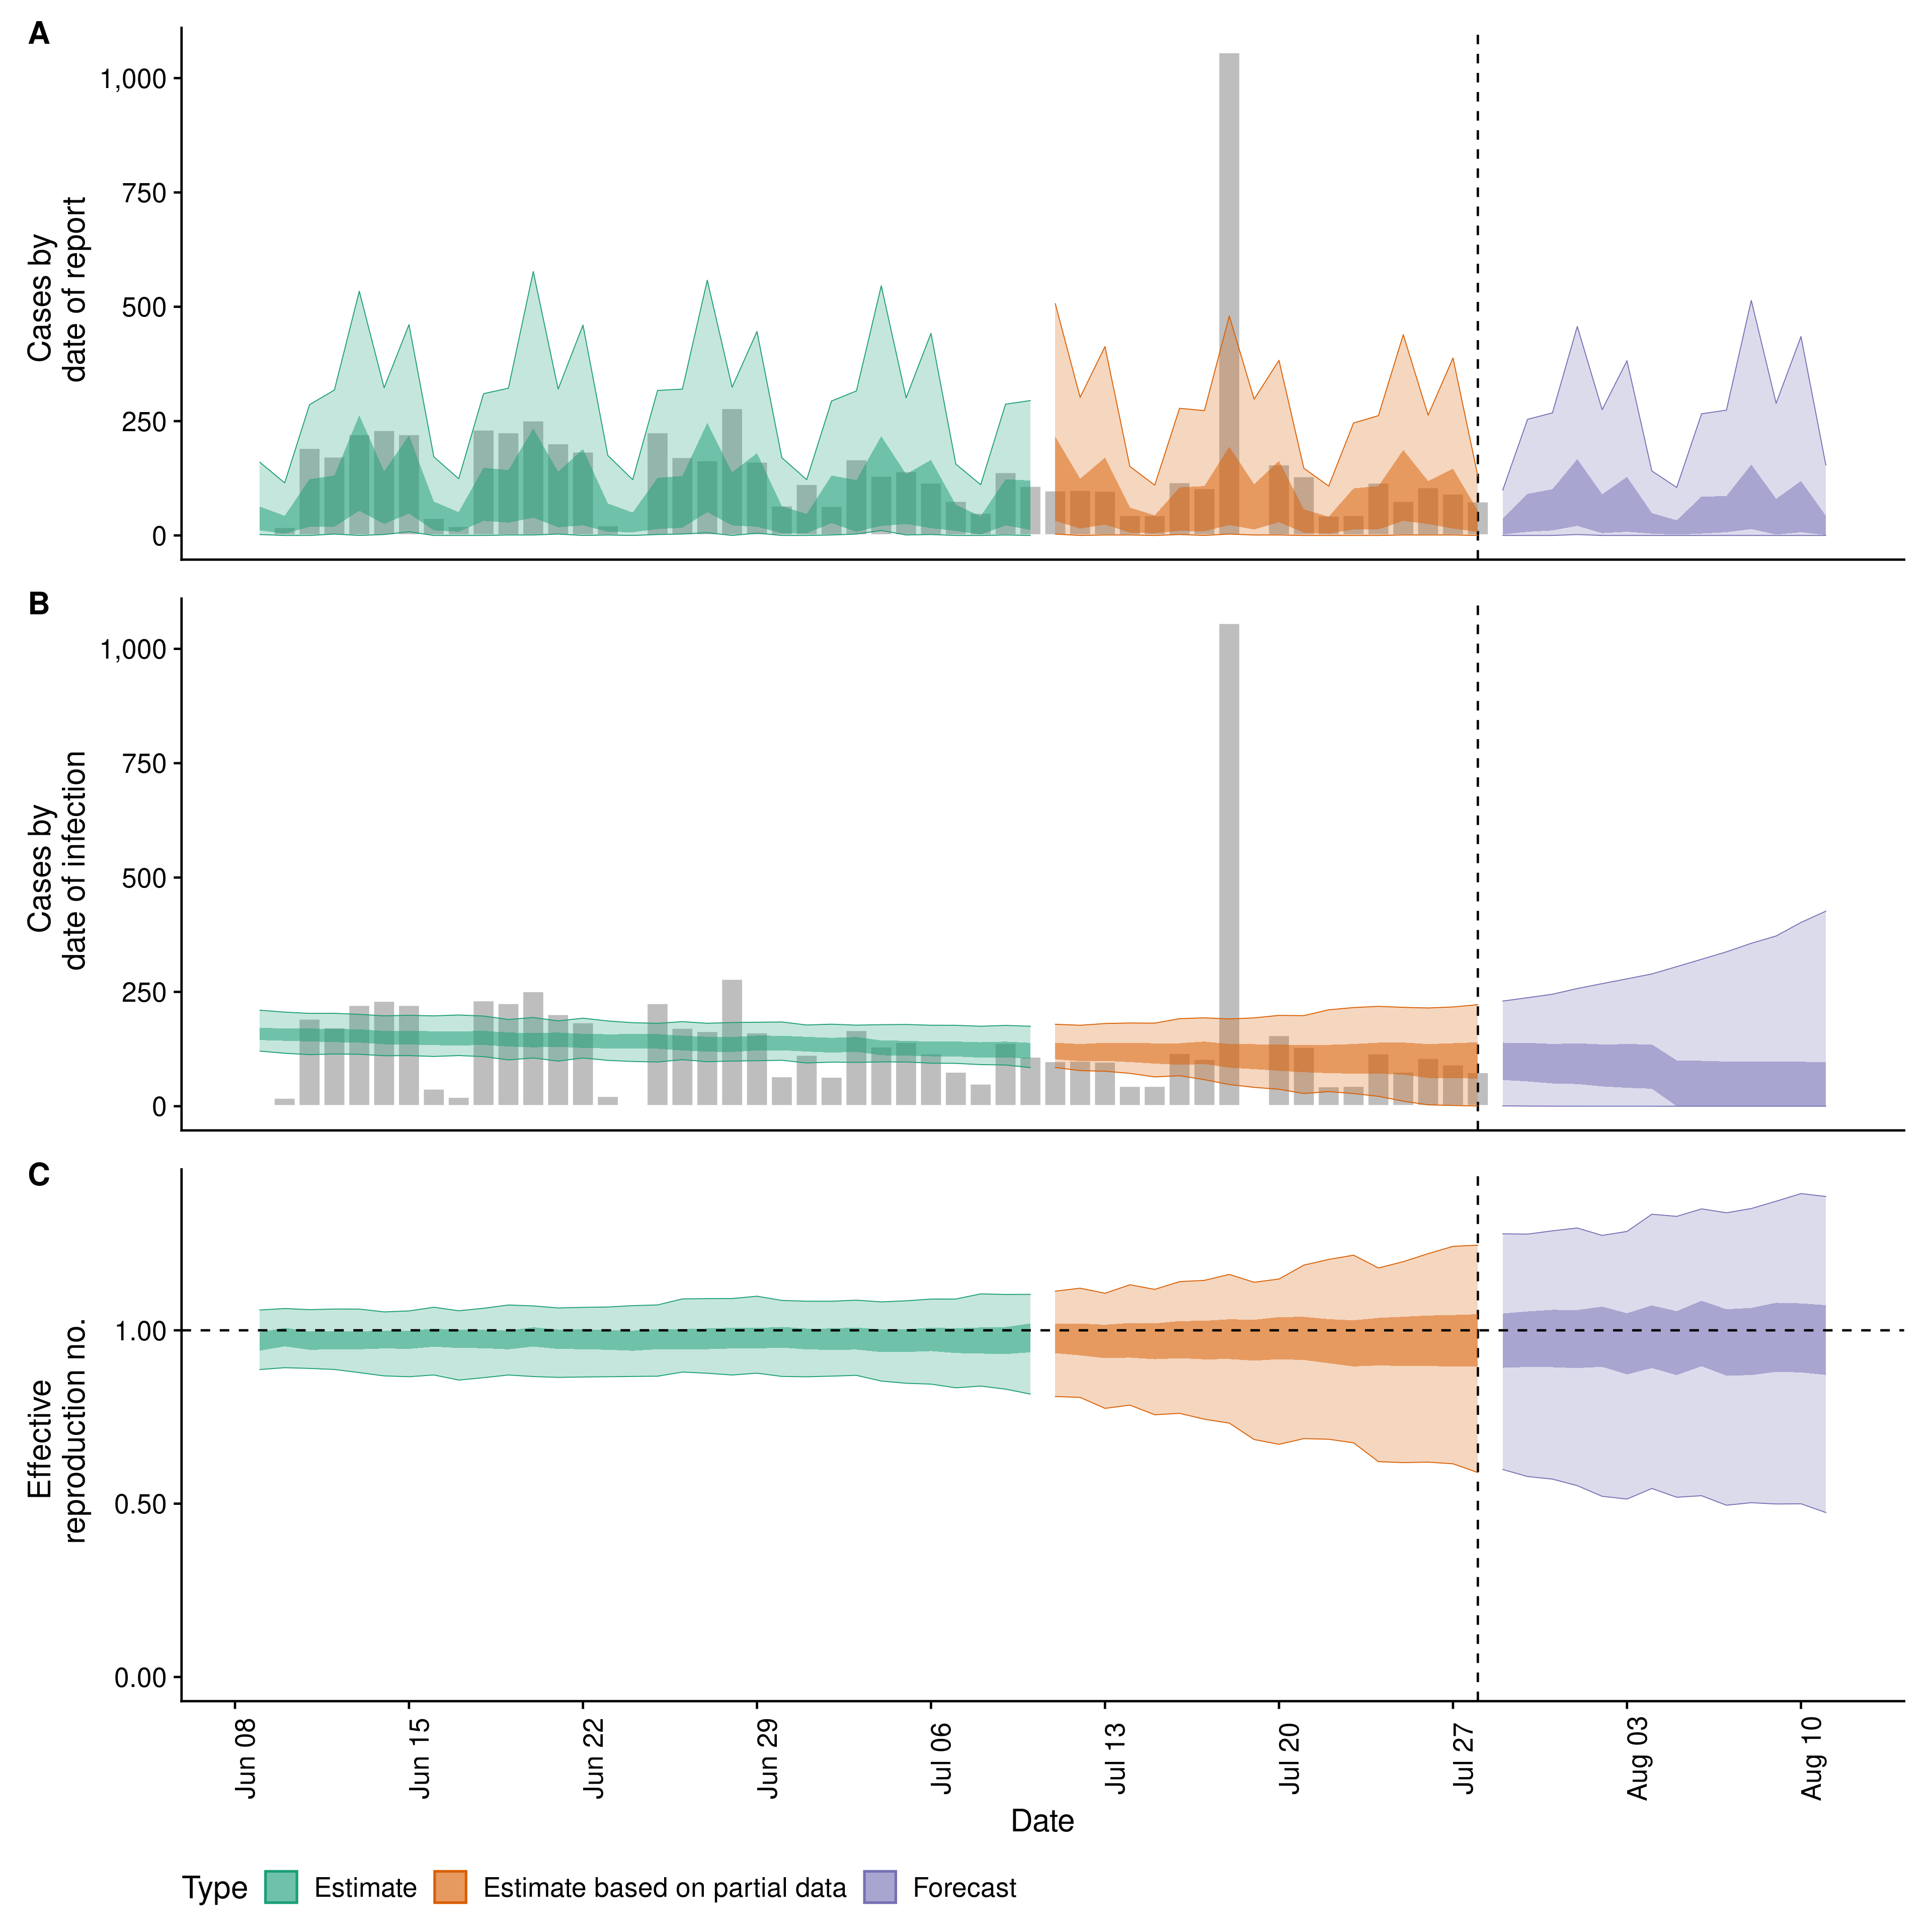 A
Cases by
date of report
1,000
750
500
250
0
B
Cases by
date of infection
1,000
750
500
250
0
C
Effective
reproduction no.
1.00
0.50
0.00
Jun 08
Jun 15
Jun 22
Jun 29
Jul 06
Jul 13
Jul 20
Jul 27
Aug 03
Aug 10
Date
Type Estimate Estimate based on partial data Forecast